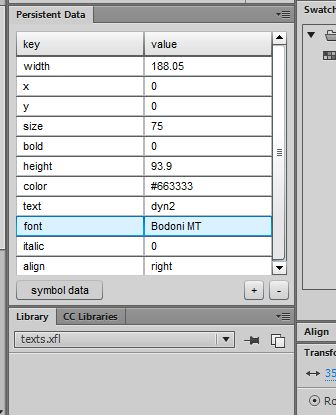 Persistent Data
Swatch
key value
width 188.05
x 0
y 0
size 75
bold 0
height 93.9
color #663333
text dyn2
font Bodoni MT
italic 0
align right
symbol data + -
Library CC Libraries
texts.xfl
Align
Transfo
35
Ro